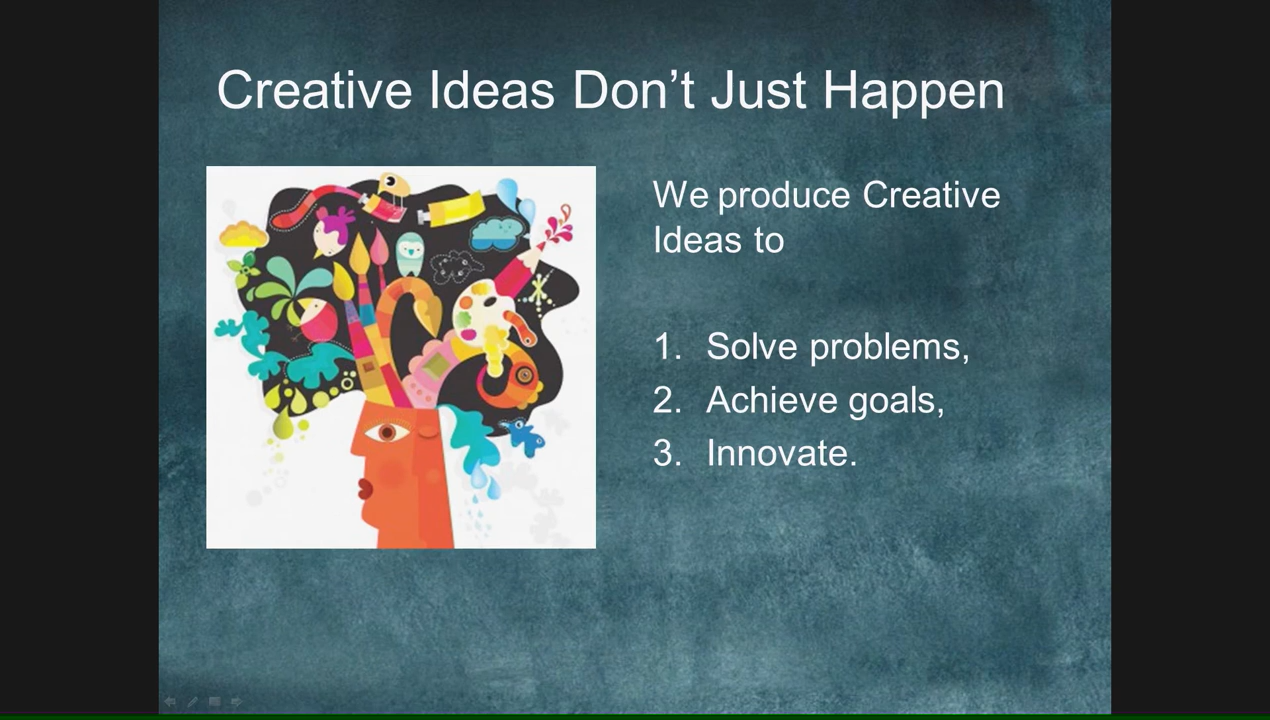 Creative Ideas Don’t Just Happen
We produce Creative
Ideas to
1. Solve problems,
2. Achieve goals,
3. Innovate.